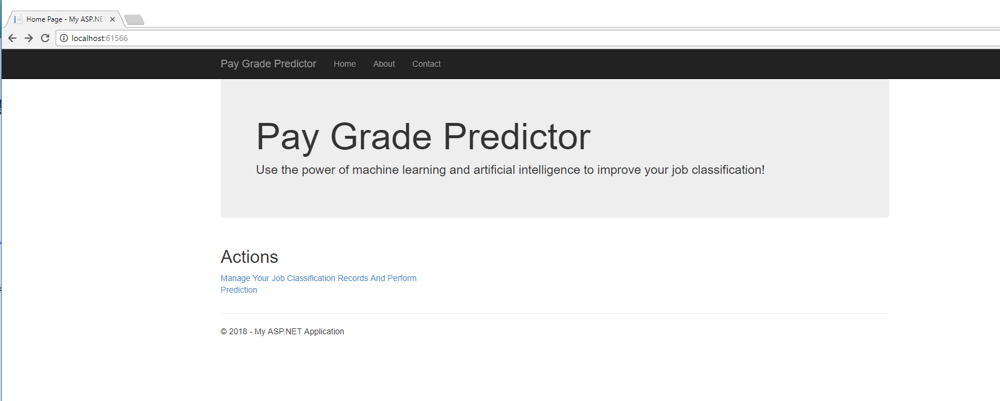 Home Page - My ASP.NE
localhost:61566
Pay Grade Predictor Home About Contact
Pay Grade Predictor
Use the power of machine learning and artificial intelligence to improve your job classification!
Actions
Manage Your Job Classification Records And Perform
Prediction
© 2018 - My ASP.NET Application